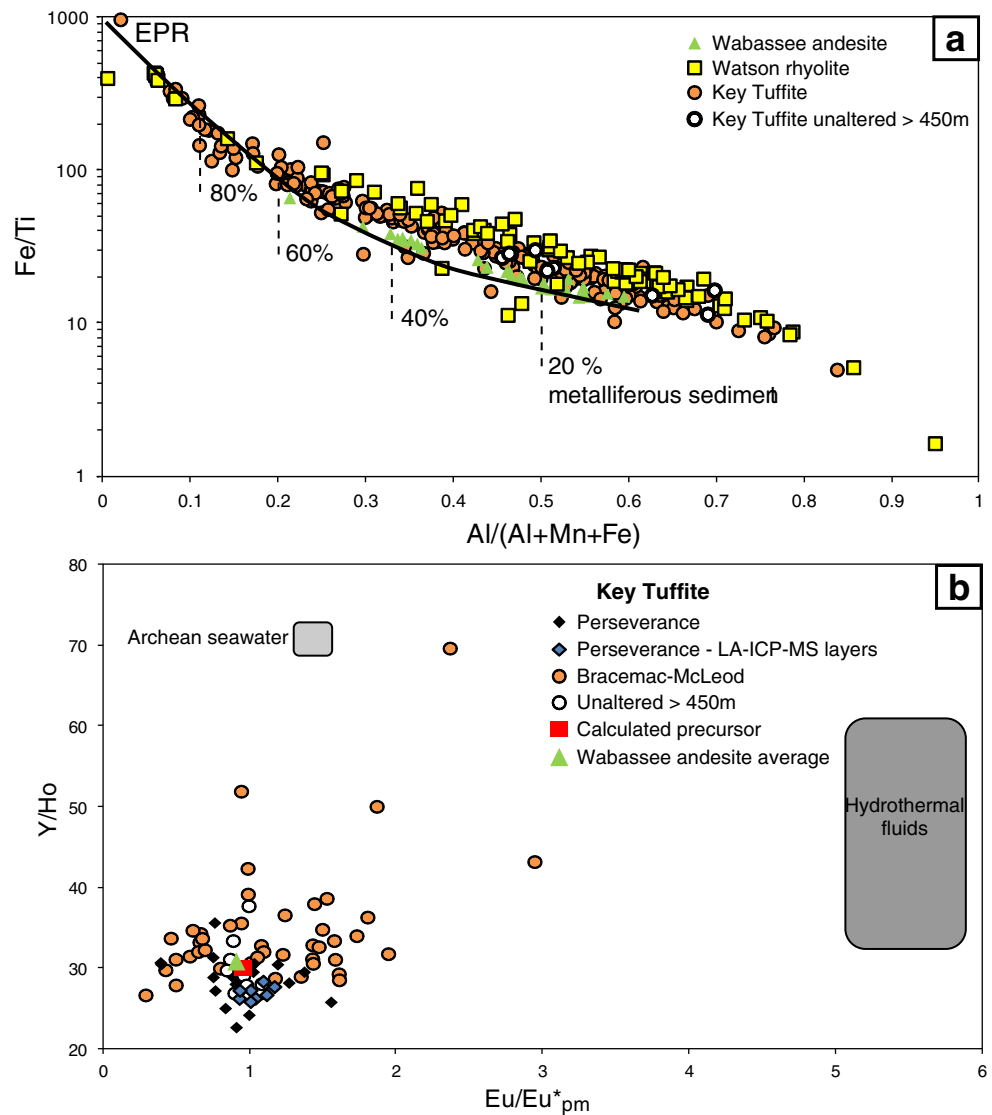 1000
EPR
a
Wabassee andesite
Watson rhyolite
Key Tuffite
Key Tuffite unaltered > 450m
100
80%
60%
Fe/Ti
40%
10
20 %
metalliferous sediment
1
0 0.1 0.2 0.3 0.4 0.5 0.6 0.7 0.8 0.9 1
Al/(Al+Mn+Fe)
80
b
Key Tuffite
Perseverance
Archean seawater
70
Perseverance - LA-ICP-MS layers
Bracemac-McLeod
Unaltered > 450m
Calculated precursor
60
Wabassee andesite average
Y/Ho
50
Hydrothermal
fluids
40
30
20
0 1 2 3 4 5 6
Eu/Eu*pm